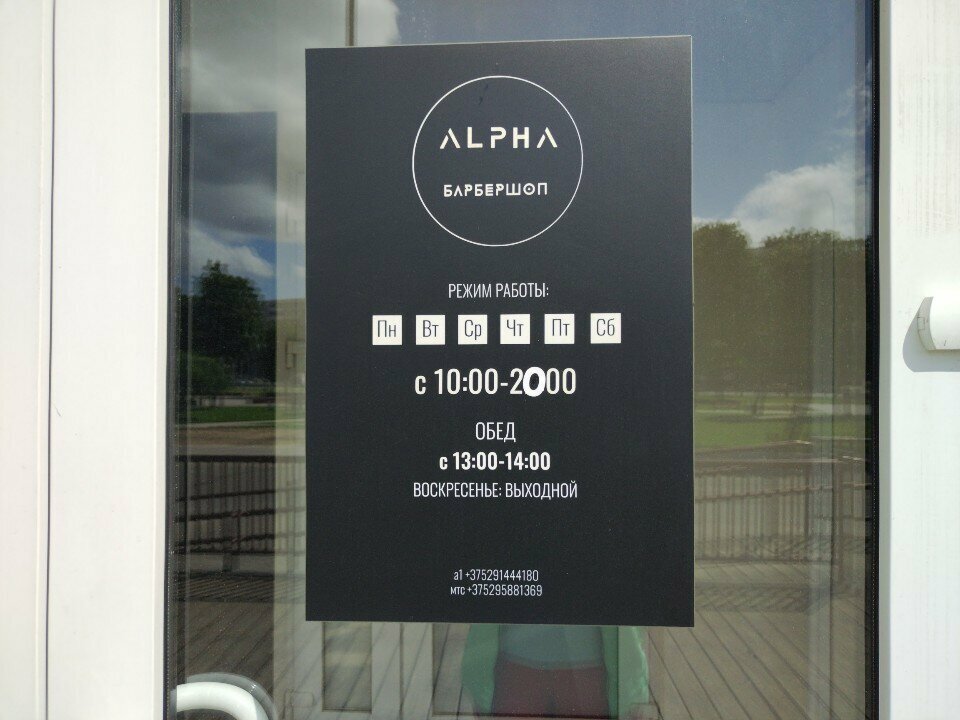 ALPHA
БАРБЕРШОП
РЕЖИМ РАБОТЫ:
Пн Вт Ср Чт Пт Сб
с 10:00-2000
ОБЕД
с 13:00-14:00
ВОСКРЕСЕНЬЕ: ВЫХОДНОЙ
a1 +375291444180
мтс +375295881369